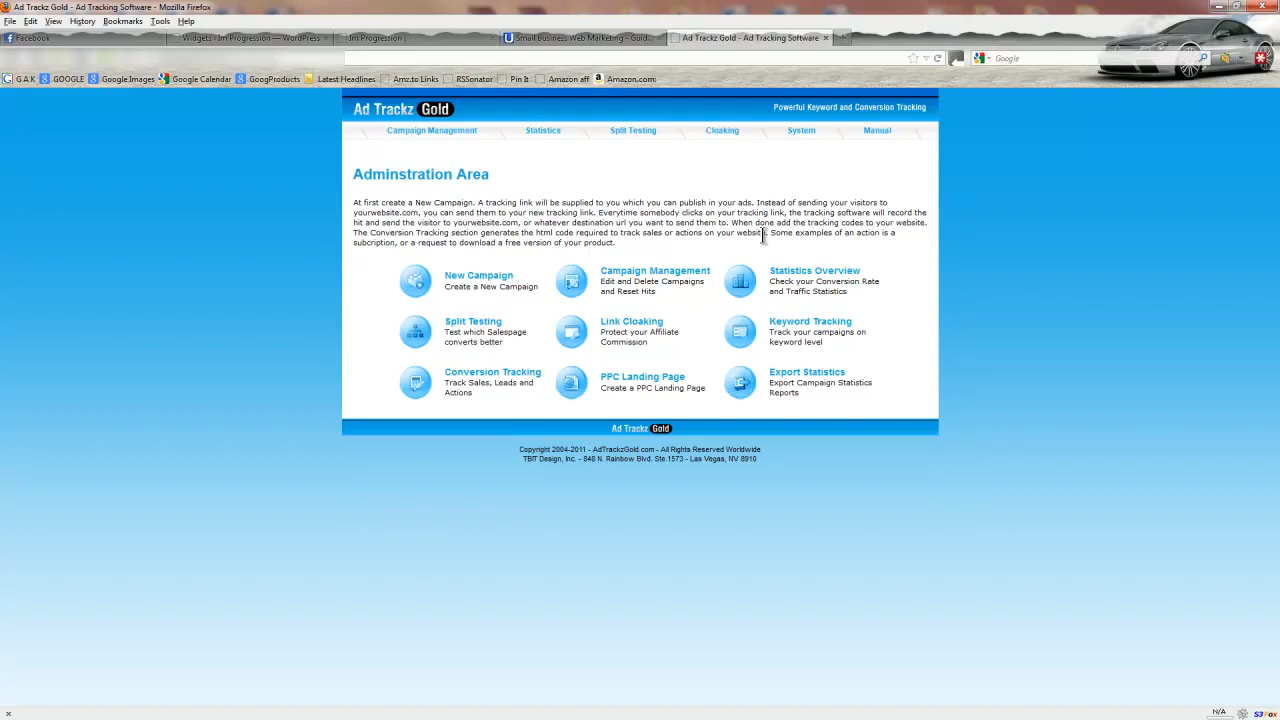 Ad Trackz Gold - Ad Tracking Software - Mozilla Firefox
File Edit View History Bookmarks Tools Help
Facebook Widgets ‹ Im Progression — WordPress Im Progression Small Business Web Marketing - Guid... Ad Trackz Gold - Ad Tracking Software
Google
G A K GOOGLE Google Images Google Calendar GoogProducts Latest Headlines Amz.to Links RSSonator Pin It Amazon aff Amazon.com:
Ad Trackz Gold
Powerful Keyword and Conversion Tracking
Campaign Management Statistics Split Testing Cloaking System Manual
Adminstration Area
At first create a New Campaign. A tracking link will be supplied to you which you can publish in your ads. Instead of sending your visitors to
yourwebsite.com, you can send them to your new tracking link. Everytime somebody clicks on your tracking link, the tracking software will record the
hit and send the visitor to yourwebsite.com, or whatever destination url you want to send them to. When done add the tracking codes to your website.
The Conversion Tracking section generates the html code required to track sales or actions on your website. Some examples of an action is a
subcription, or a request to download a free version of your product.
New Campaign
Create a New Campaign
Campaign Management
Edit and Delete Campaigns
and Reset Hits
Statistics Overview
Check your Conversion Rate
and Traffic Statistics
Split Testing
Test which Salespage
converts better
Link Cloaking
Protect your Affiliate
Commission
Keyword Tracking
Track your campaigns on
keyword level
Conversion Tracking
Track Sales, Leads and
Actions
PPC Landing Page
Create a PPC Landing Page
Export Statistics
Export Campaign Statistics
Reports
Ad Trackz Gold
Copyright 2004-2011 - AdTrackzGold.com - All Rights Reserved Worldwide
TBIT Design, Inc. - 848 N. Rainbow Blvd. Ste.1573 - Las Vegas, NV 8910
N/A S3Fox